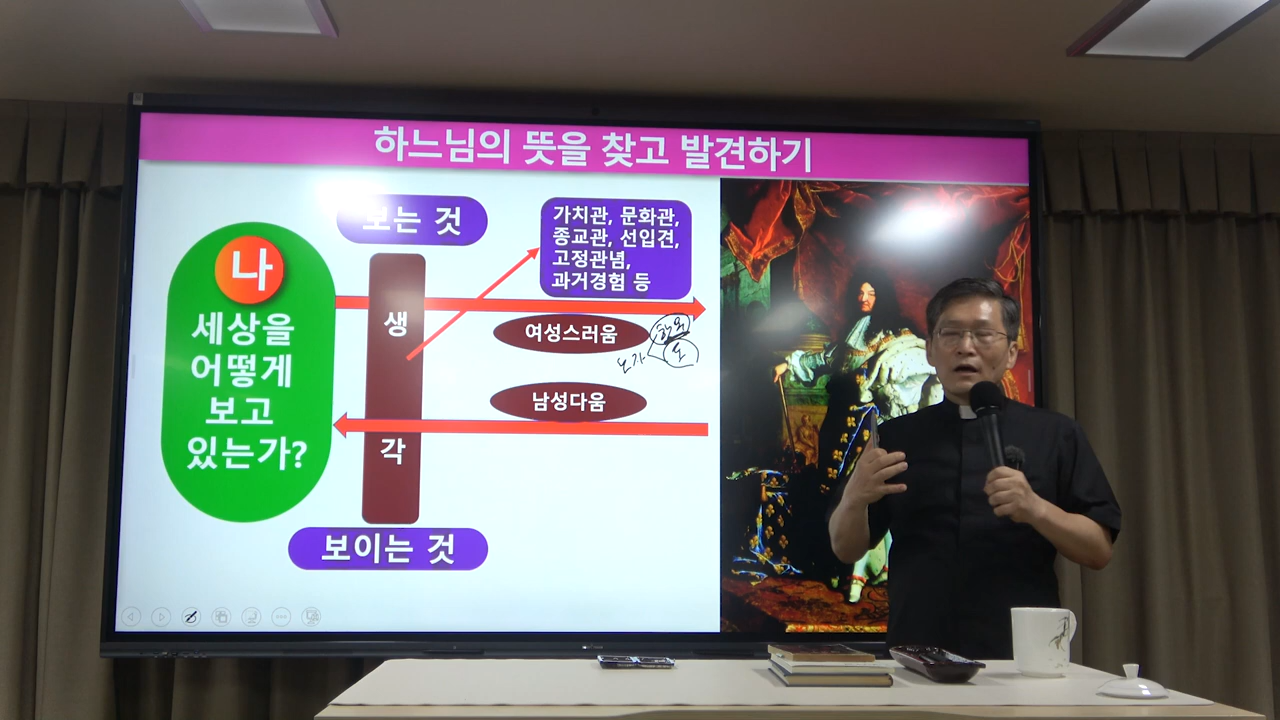 하느님의 뜻을 찾고 발견하기
보는 것
가치관, 문화관,
종교관, 선입견,
고정관념,
과거경험 등
나
세상을
어떻게
보고
있는가?
생
각
여성스러움
남성다움
보이는 것